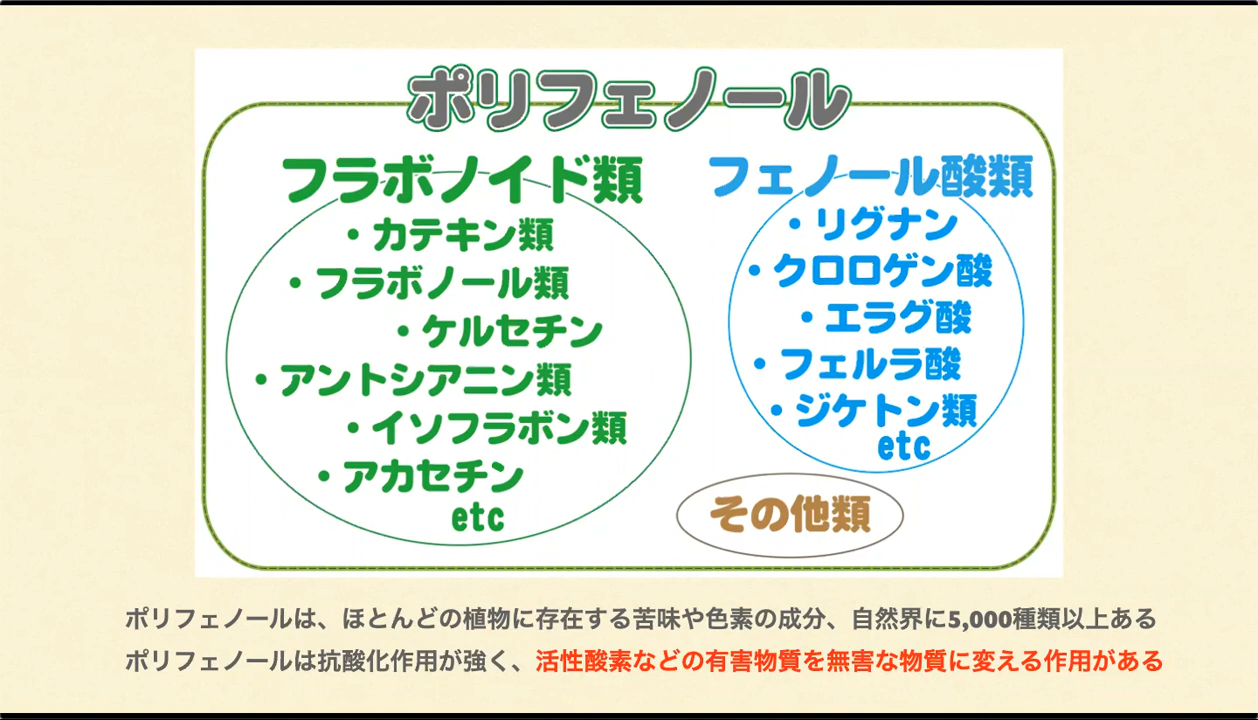 ポリフェノール
フラボノイド類
・カテキン類
・フラボノール類
・ケルセチン
・アントシアニン類
・イソフラボン類
・アカセチン
etc
フェノール酸類
・リグナン
・クロロゲン酸
・エラグ酸
・フェルラ酸
・ジケトン類
etc
その他類
ポリフェノールは、ほとんどの植物に存在する苦味や色素の成分、自然界に5,000種類以上ある
ポリフェノールは抗酸化作用が強く、活性酸素などの有害物質を無害な物質に変える作用がある